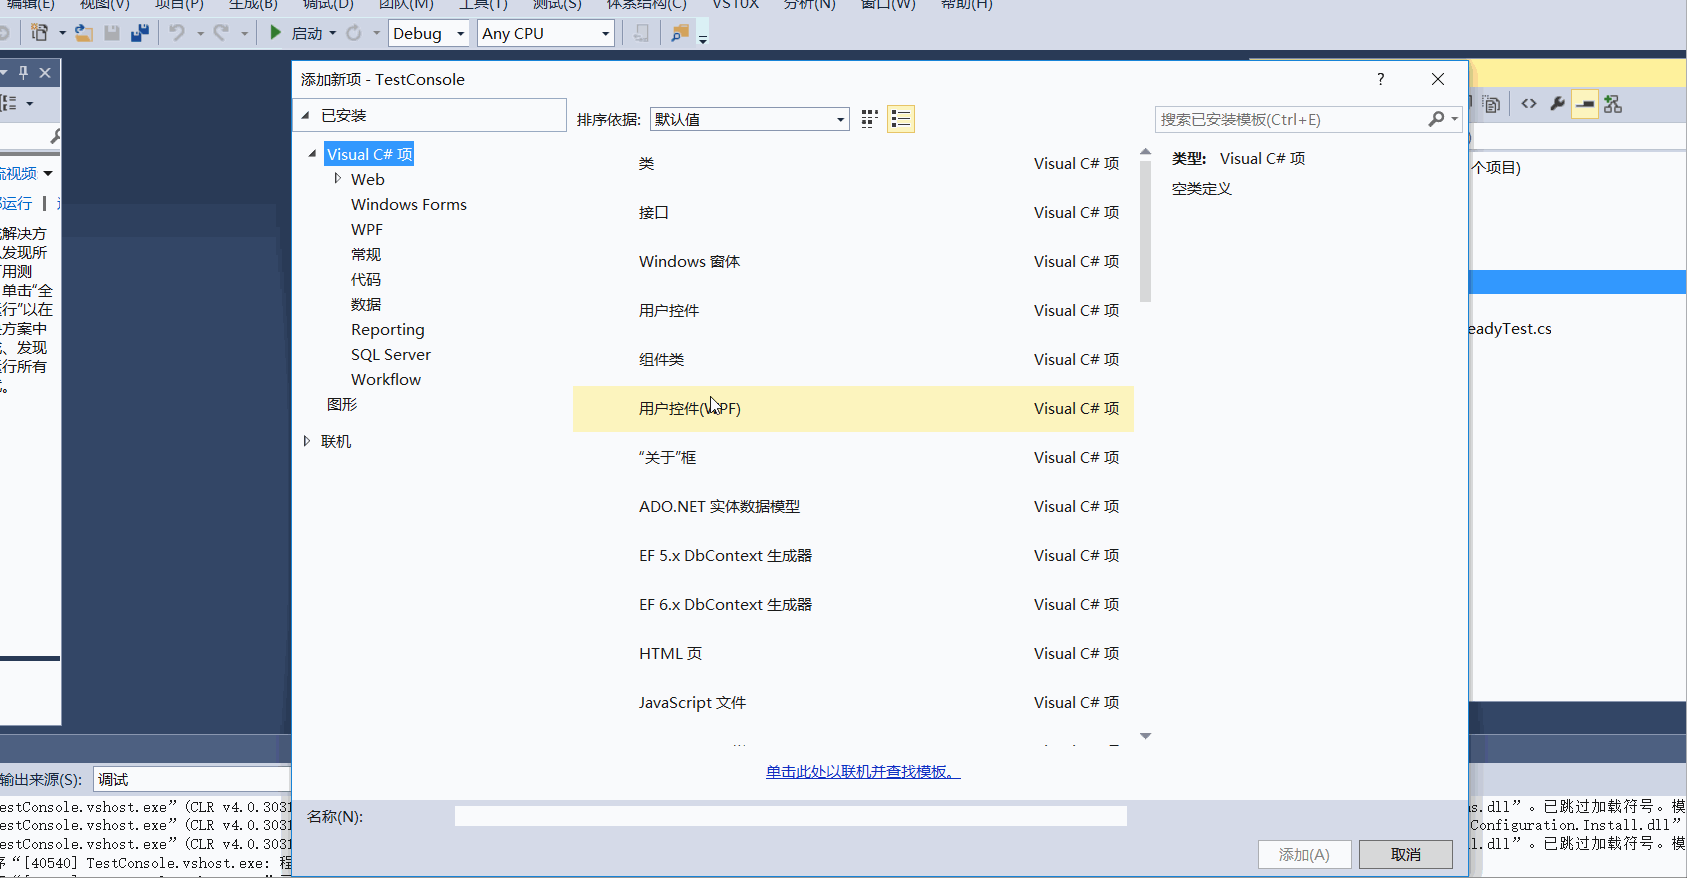 编辑(E) 视图(V) 项目(P) 生成(B) 调试(D) 团队(M) 工具(T) 测试(S) 体系结构(C) VS10X 分析(N) 窗口(W) 帮助(H)
启动 Debug Any CPU
添加新项 - TestConsole ?
已安装
排序依据: 默认值
搜索已安装模板(Ctrl+E)
Visual C# 项
Web
Windows Forms
WPF
常规
代码
数据
Reporting
SQL Server
Workflow
图形
联机
类 Visual C# 项
接口 Visual C# 项
Windows 窗体 Visual C# 项
用户控件 Visual C# 项
组件类 Visual C# 项
用户控件(WPF) Visual C# 项
“关于”框 Visual C# 项
ADO.NET 实体数据模型 Visual C# 项
EF 5.x DbContext 生成器 Visual C# 项
EF 6.x DbContext 生成器 Visual C# 项
HTML 页 Visual C# 项
JavaScript 文件 Visual C# 项
单击此处以联机并查找模板。
类型: Visual C# 项
空类定义
名称(N):
添加(A) 取消
流视频
运行
解决方
发现所
用测
单击“全
行”以在
方案中
、发现
行所有
。
个项目)
eadyTest.cs
输出来源(S): 调试
estConsole.vshost.exe” (CLR v4.0.3031
estConsole.vshost.exe” (CLR v4.0.3031
estConsole.vshost.exe” (CLR v4.0.3031
序 “[40540] TestConsole.vshost.exe: 程
s.dll”。已跳过加载符号。模
Configuration.Install.dll”
l.dll”。已跳过加载符号。模